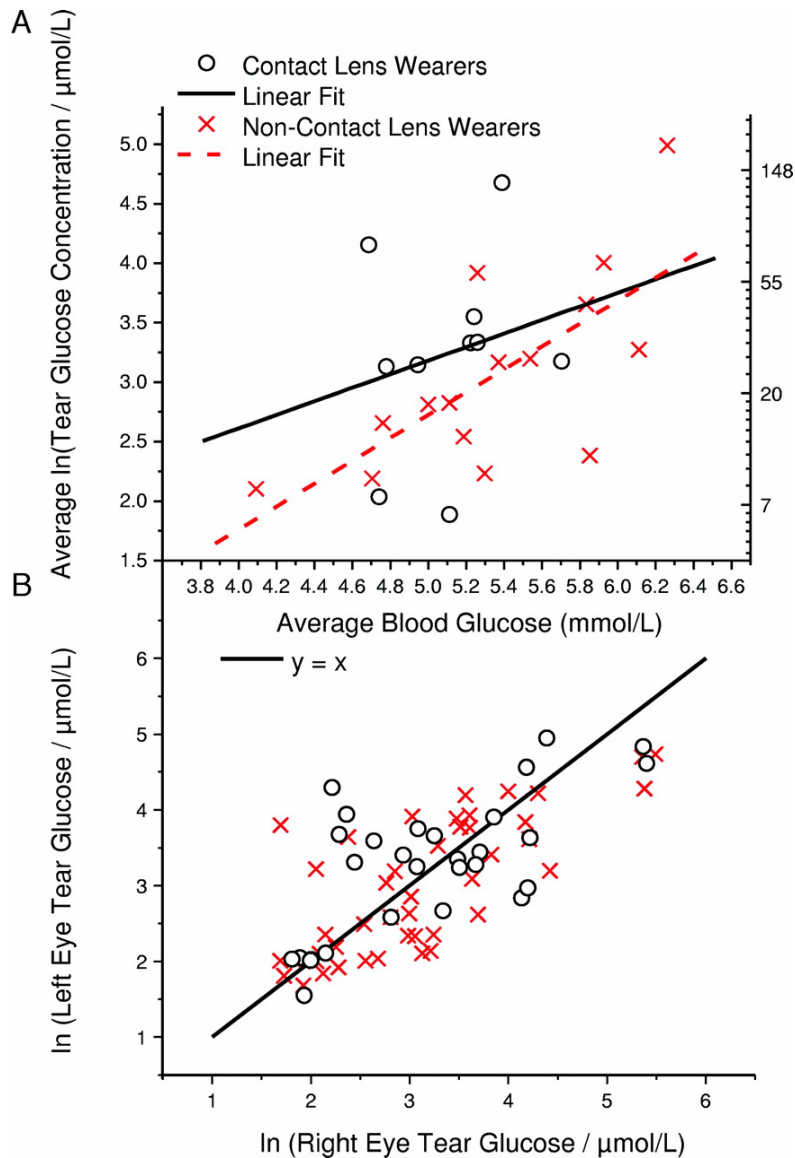 A
Average ln(Tear Glucose Concentration / µmol/L)
Contact Lens Wearers
Linear Fit
Non-Contact Lens Wearers
Linear Fit
5.0
4.5
4.0
3.5
3.0
2.5
2.0
1.5
148
55
20
7
3.8 4.0 4.2 4.4 4.6 4.8 5.0 5.2 5.4 5.6 5.8 6.0 6.2 6.4 6.6
Average Blood Glucose (mmol/L)
B
ln (Left Eye Tear Glucose / µmol/L)
y = x
6
5
4
3
2
1
1 2 3 4 5 6
ln (Right Eye Tear Glucose / µmol/L)